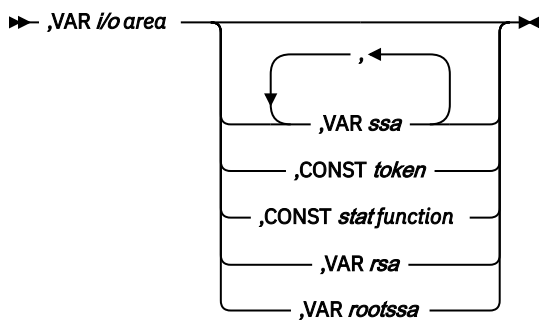 ,VAR i/o area
,
,VAR ssa
,CONST token
,CONST stat function
,VAR rsa
,VAR rootssa